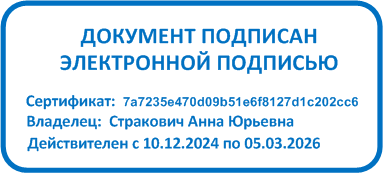 ДОКУМЕНТ ПОДПИСАН
ЭЛЕКТРОННОЙ ПОДПИСЬЮ
Сертификат: 7a7235e470d09b51e6f8127d1c202cc6
Владелец: Стракович Анна Юрьевна
Действителен с 10.12.2024 по 05.03.2026